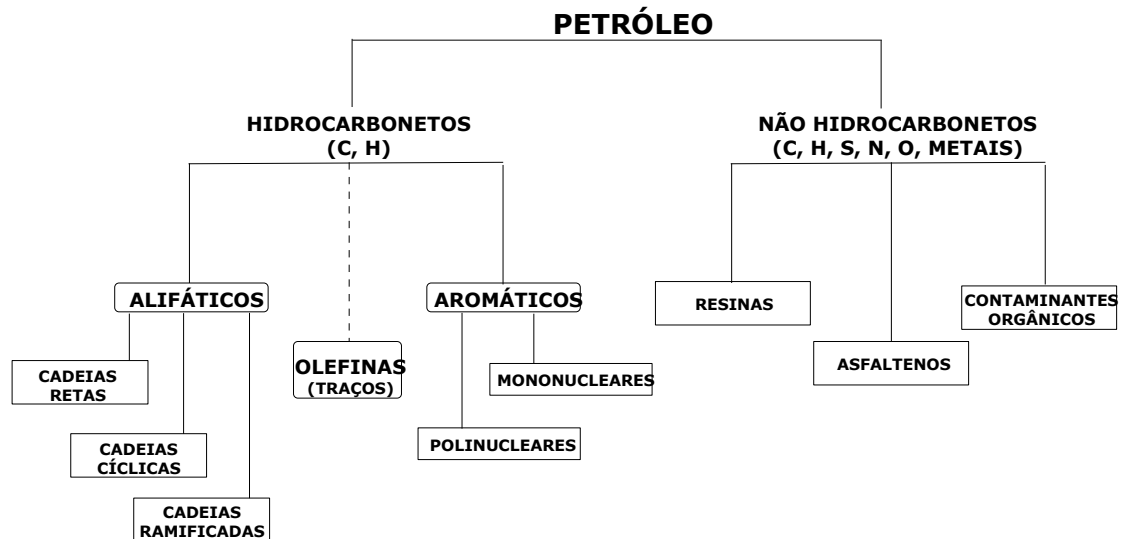 PETRÓLEO
HIDROCARBONETOS
(C, H)
NÃO HIDROCARBONETOS
(C, H, S, N, O, METAIS)
ALIFÁTICOS
AROMÁTICOS
OLEFINAS
(TRAÇOS)
CADEIAS
RETAS
CADEIAS
CÍCLICAS
CADEIAS
RAMIFICADAS
MONONUCLEARES
POLINUCLEARES
RESINAS
ASFALTENOS
CONTAMINANTES
ORGÂNICOS